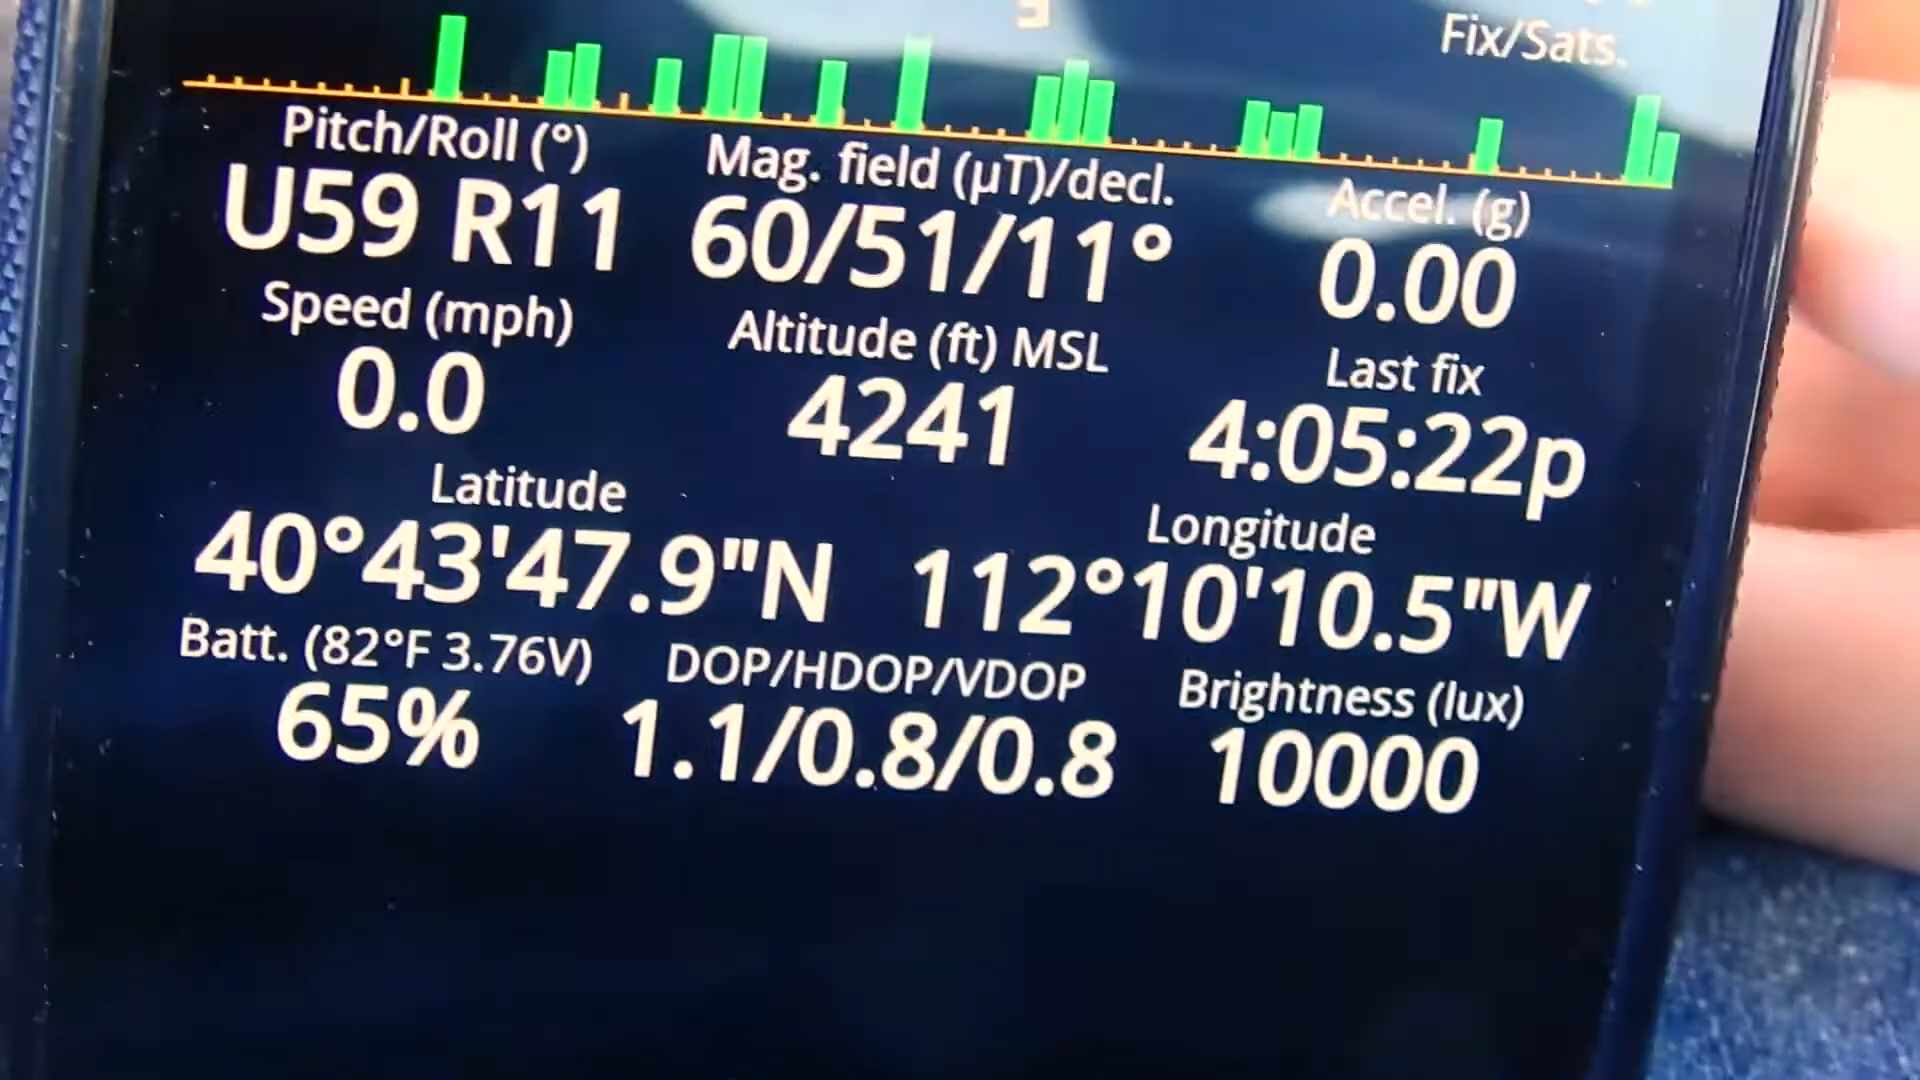 Fix/Sats.
Pitch/Roll (°) Mag. field (µT)/decl. Accel. (g)
U59 R11 60/51/11° 0.00
Speed (mph) Altitude (ft) MSL Last fix
0.0 4241 4:05:22p
Latitude Longitude
40°43'47.9"N 112°10'10.5"W
Batt. (82°F 3.76V) DOP/HDOP/VDOP Brightness (lux)
65% 1.1/0.8/0.8 10000